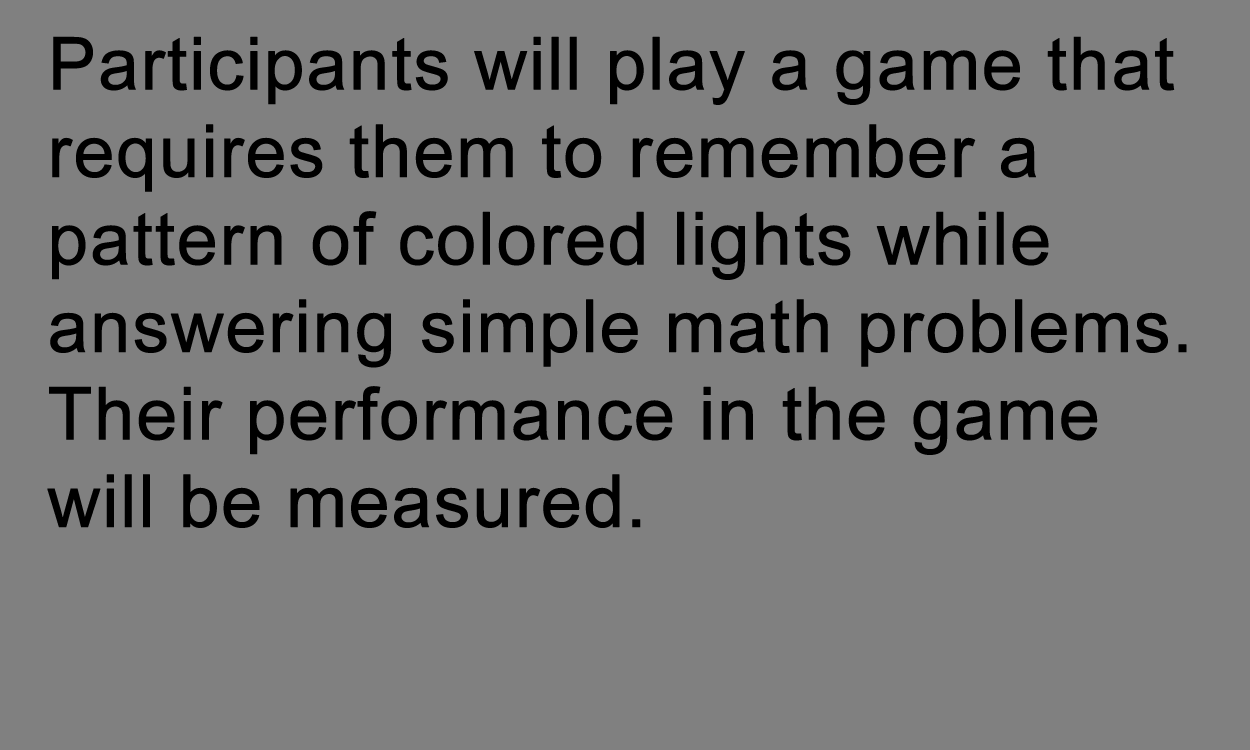 Participants will play a game that
requires them to remember a
pattern of colored lights while
answering simple math problems.
Their performance in the game
will be measured.